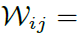 𝒲ᵢⱼ =